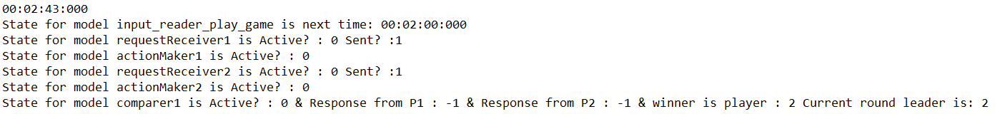 00:02:43:000
State for model input_reader_play_game is next time: 00:02:00:000
State for model requestReceiver1 is Active? : 0 Sent? :1
State for model actionMaker1 is Active? : 0
State for model requestReceiver2 is Active? : 0 Sent? :1
State for model actionMaker2 is Active? : 0
State for model comparer1 is Active? : 0 & Response from P1 : -1 & Response from P2 : -1 & winner is player : 2 Current round leader is: 2